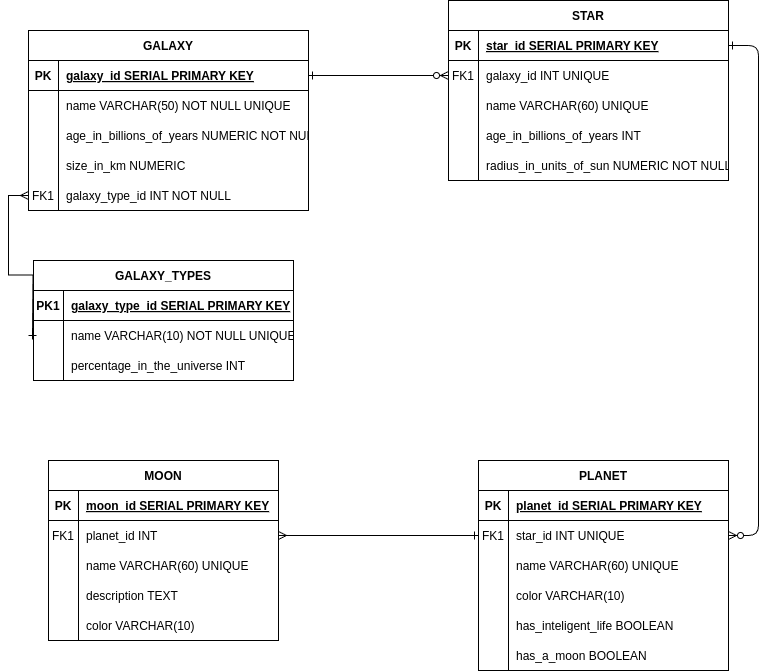 GALAXY
PK galaxy_id SERIAL PRIMARY KEY
name VARCHAR(50) NOT NULL UNIQUE
age_in_billions_of_years NUMERIC NOT NUL
size_in_km NUMERIC
FK1 galaxy_type_id INT NOT NULL
STAR
PK star_id SERIAL PRIMARY KEY
FK1 galaxy_id INT UNIQUE
name VARCHAR(60) UNIQUE
age_in_billions_of_years INT
radius_in_units_of_sun NUMERIC NOT NULL
GALAXY_TYPES
PK1 galaxy_type_id SERIAL PRIMARY KEY
name VARCHAR(10) NOT NULL UNIQUE
percentage_in_the_universe INT
MOON
PK moon_id SERIAL PRIMARY KEY
FK1 planet_id INT
name VARCHAR(60) UNIQUE
description TEXT
color VARCHAR(10)
PLANET
PK planet_id SERIAL PRIMARY KEY
FK1 star_id INT UNIQUE
name VARCHAR(60) UNIQUE
color VARCHAR(10)
has_inteligent_life BOOLEAN
has_a_moon BOOLEAN